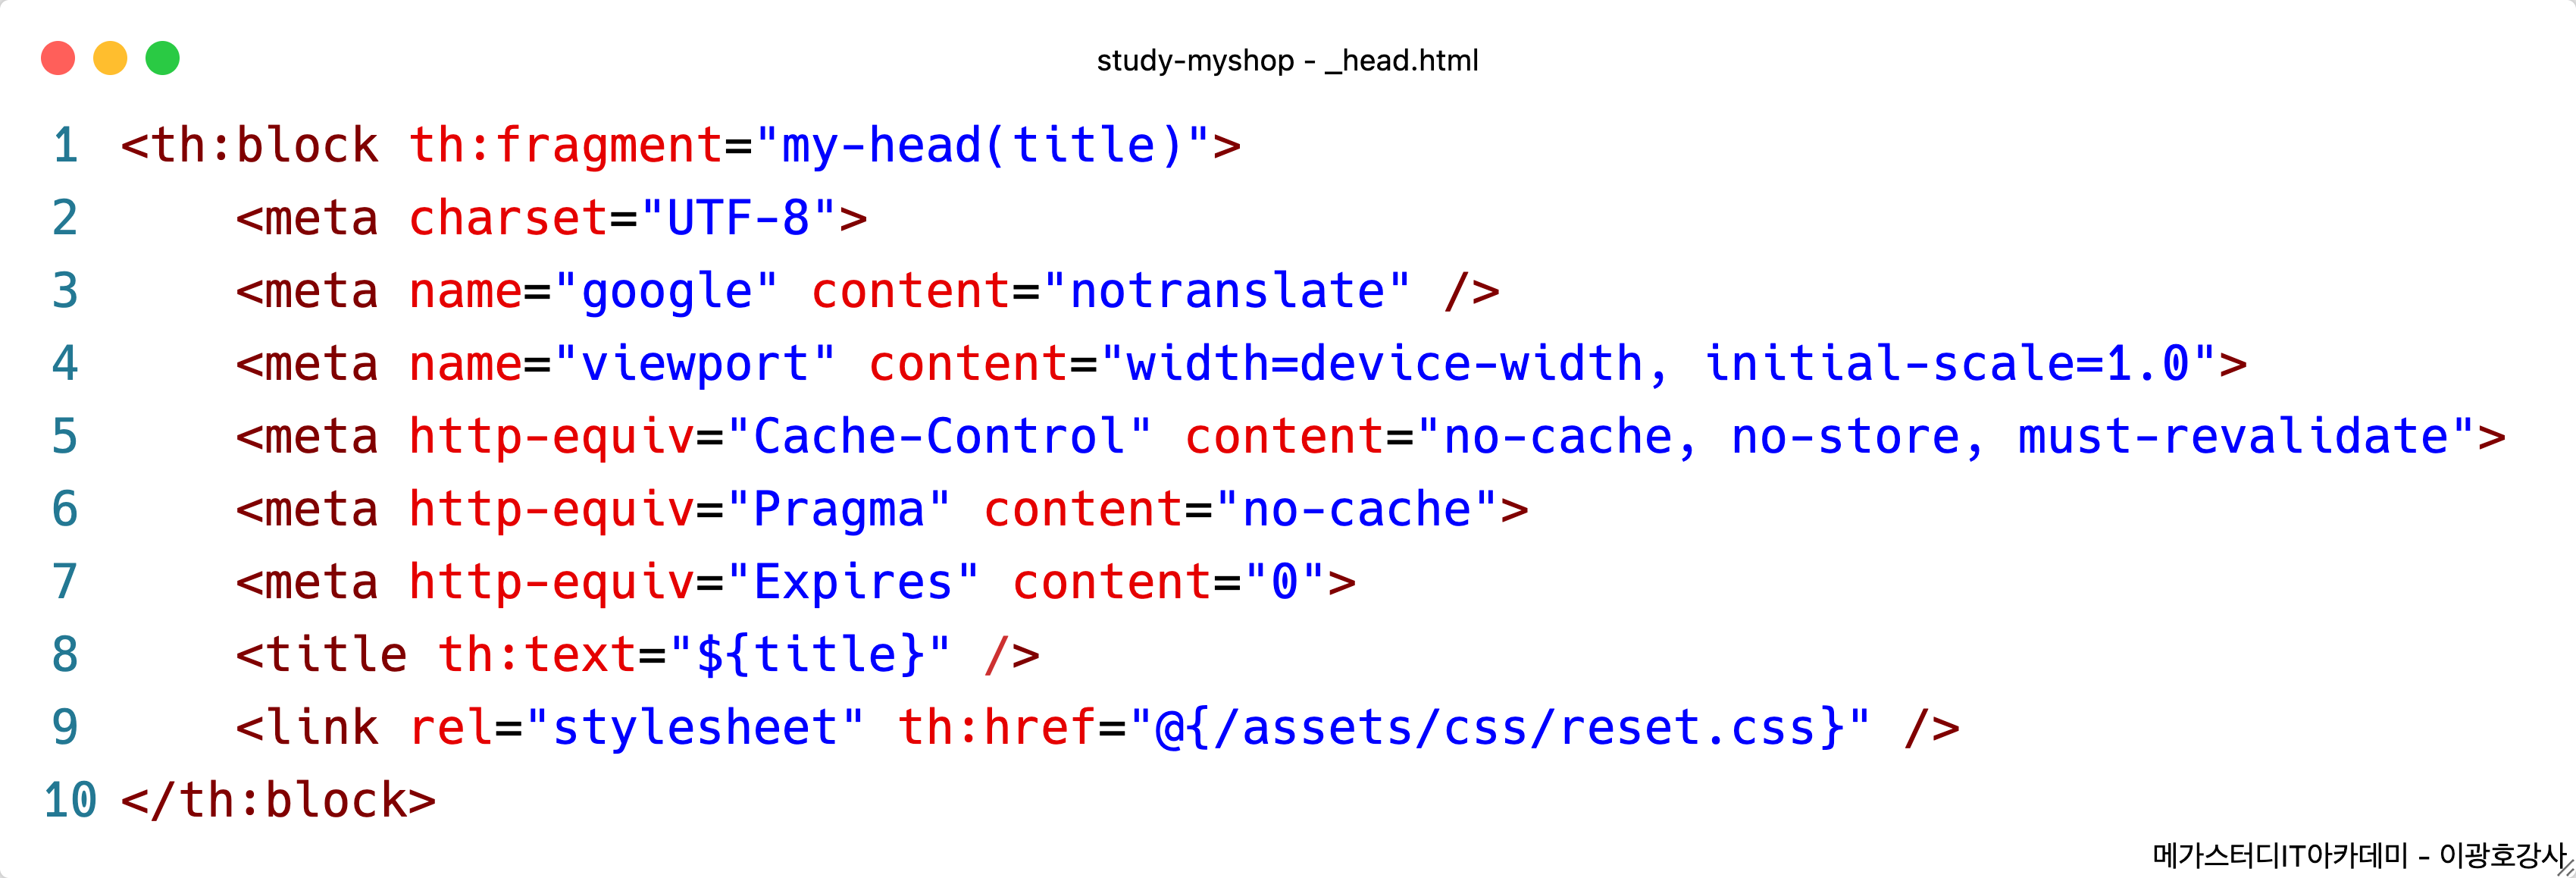 study-myshop - _head.html
1 <th:block th:fragment="my-head(title)">
2     <meta charset="UTF-8">
3     <meta name="google" content="notranslate" />
4     <meta name="viewport" content="width=device-width, initial-scale=1.0">
5     <meta http-equiv="Cache-Control" content="no-cache, no-store, must-revalidate">
6     <meta http-equiv="Pragma" content="no-cache">
7     <meta http-equiv="Expires" content="0">
8     <title th:text="${title}" />
9     <link rel="stylesheet" th:href="@{/assets/css/reset.css}" />
10 </th:block>
메가스터디IT아카데미 - 이광호강사